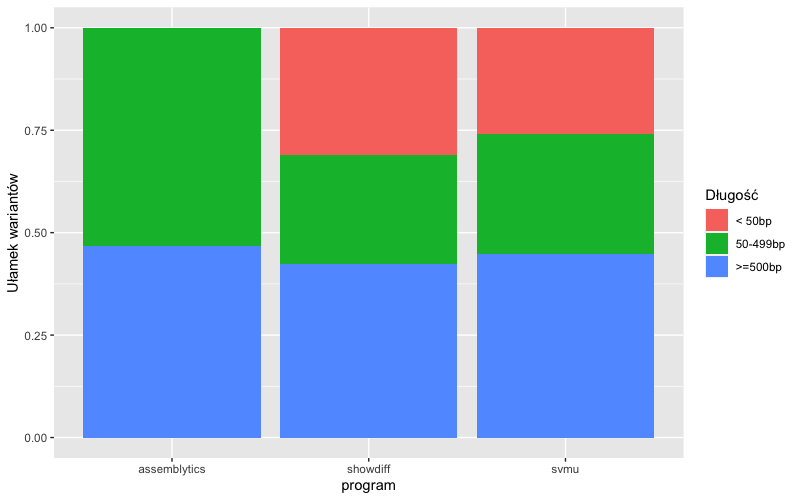 1.00
0.75
0.50
0.25
0.00
Ułamek wariantów
assemblytics
showdiff
svmu
program
Długość
< 50bp
50-499bp
>=500bp